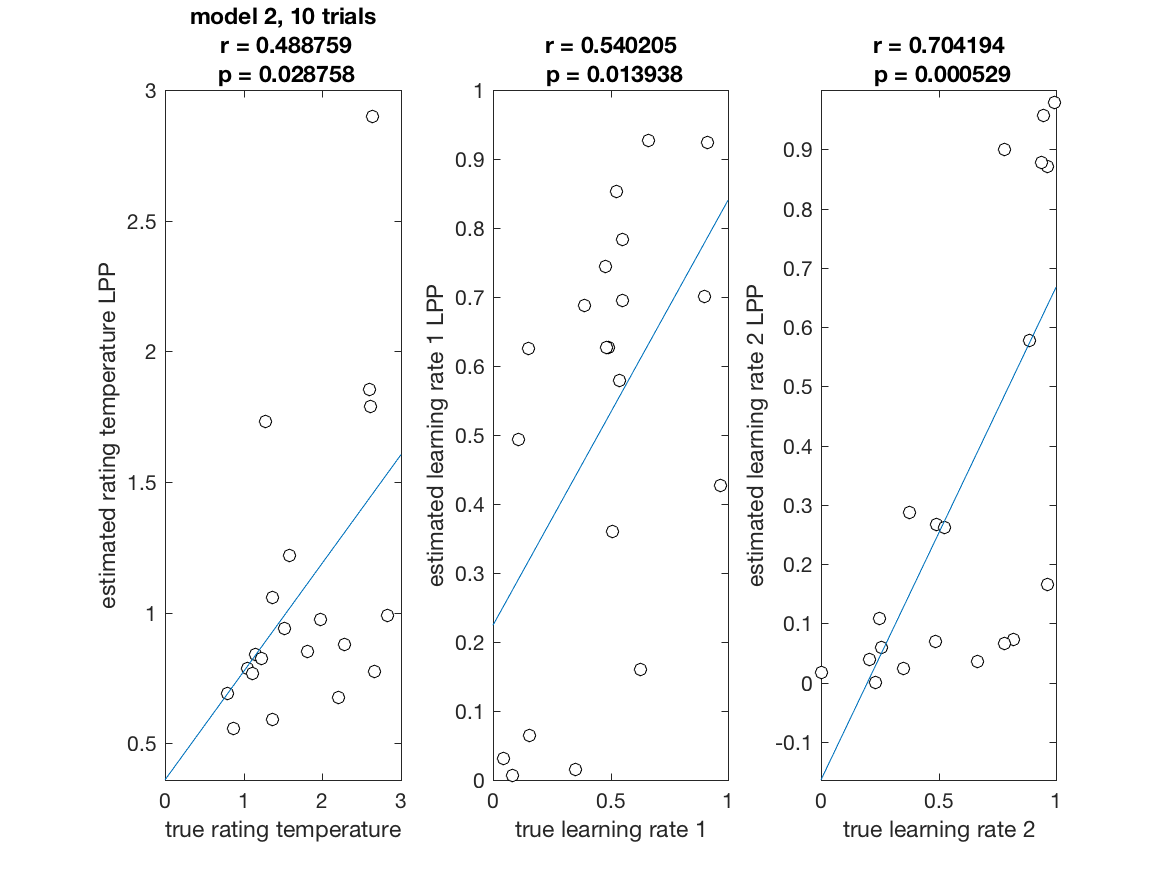 model 2, 10 trials
r = 0.488759
p = 0.028758
3
2.5
2
1.5
1
0.5
0 1 2 3
estimated rating temperature LPP
true rating temperature
r = 0.540205
p = 0.013938
1
0.9
0.8
0.7
0.6
0.5
0.4
0.3
0.2
0.1
0
0 0.5 1
estimated learning rate 1 LPP
true learning rate 1
r = 0.704194
p = 0.000529
0.9
0.8
0.7
0.6
0.5
0.4
0.3
0.2
0.1
0
-0.1
0 0.5 1
estimated learning rate 2 LPP
true learning rate 2